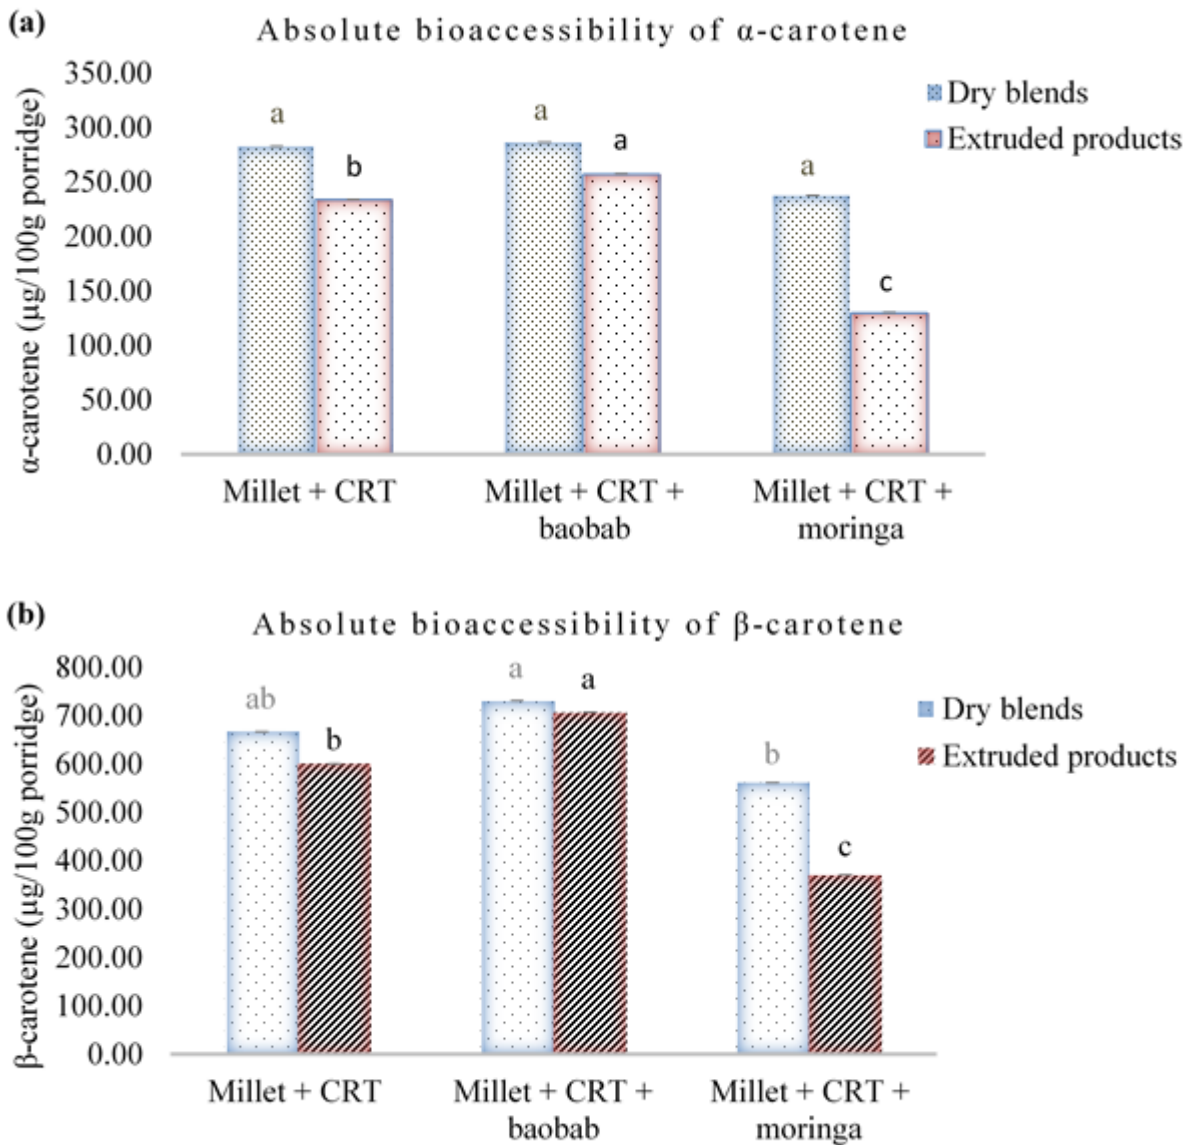 (a)
Absolute bioaccessibility of α-carotene
α-carotene (µg/100g porridge)
350.00
300.00
250.00
200.00
150.00
100.00
50.00
0.00
a
b
a
a
a
c
Dry blends
Extruded products
Millet + CRT
Millet + CRT +
baobab
Millet + CRT +
moringa
(b)
Absolute bioaccessibility of β-carotene
β-carotene (µg/100g porridge)
800.00
700.00
600.00
500.00
400.00
300.00
200.00
100.00
0.00
ab
b
a
a
b
c
Dry blends
Extruded products
Millet + CRT
Millet + CRT +
baobab
Millet + CRT +
moringa